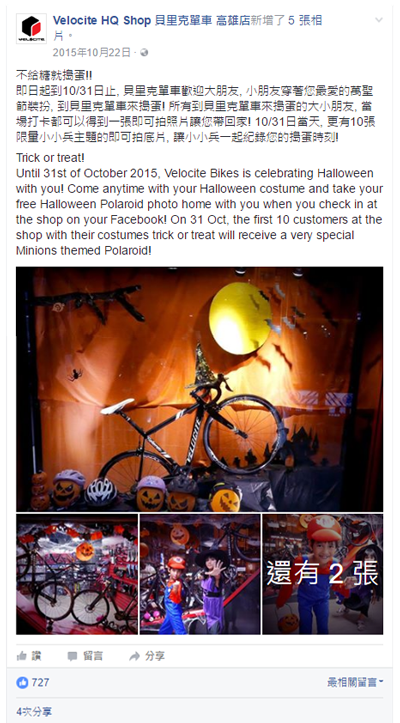 VELOCITE
Velocite HQ Shop 貝里克單車 高雄店新增了 5 張相
片。
2015年10月22日 ·
不給糖就搗蛋!!
即日起到10/31日止, 貝里克單車歡迎大朋友, 小朋友穿著您最愛的萬聖
節裝扮, 到貝里克單車來搗蛋! 所有到貝里克單車來搗蛋的大小朋友, 當
場打卡都可以得到一張即可拍照片讓您帶回家! 10/31日當天, 更有10張
限量小小兵主題的即可拍底片, 讓小小兵一起紀錄您的搗蛋時刻!
Trick or treat!
Until 31st of October 2015, Velocite Bikes is celebrating Halloween
with you! Come anytime with your Halloween costume and take your
free Halloween Polaroid photo home with you when you check in at
the shop on your Facebook! On 31 Oct, the first 10 customers at the
shop with their costumes trick or treat will receive a very special
Minions themed Polaroid!
VELOCITE
還有 2 張
讚 留言 分享
727 最相關留言
4次分享